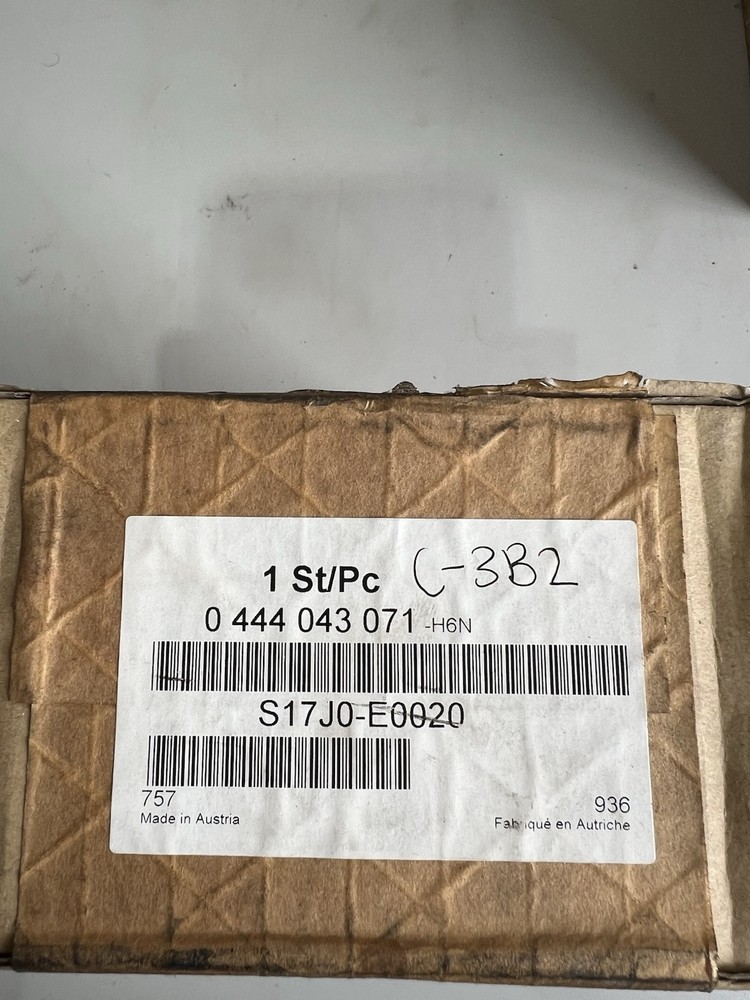 1 St/Pc C-3B2
0 444 043 071 -H6N
S17J0-E0020
757
936
Made in Austria
Fabriqué en Autriche